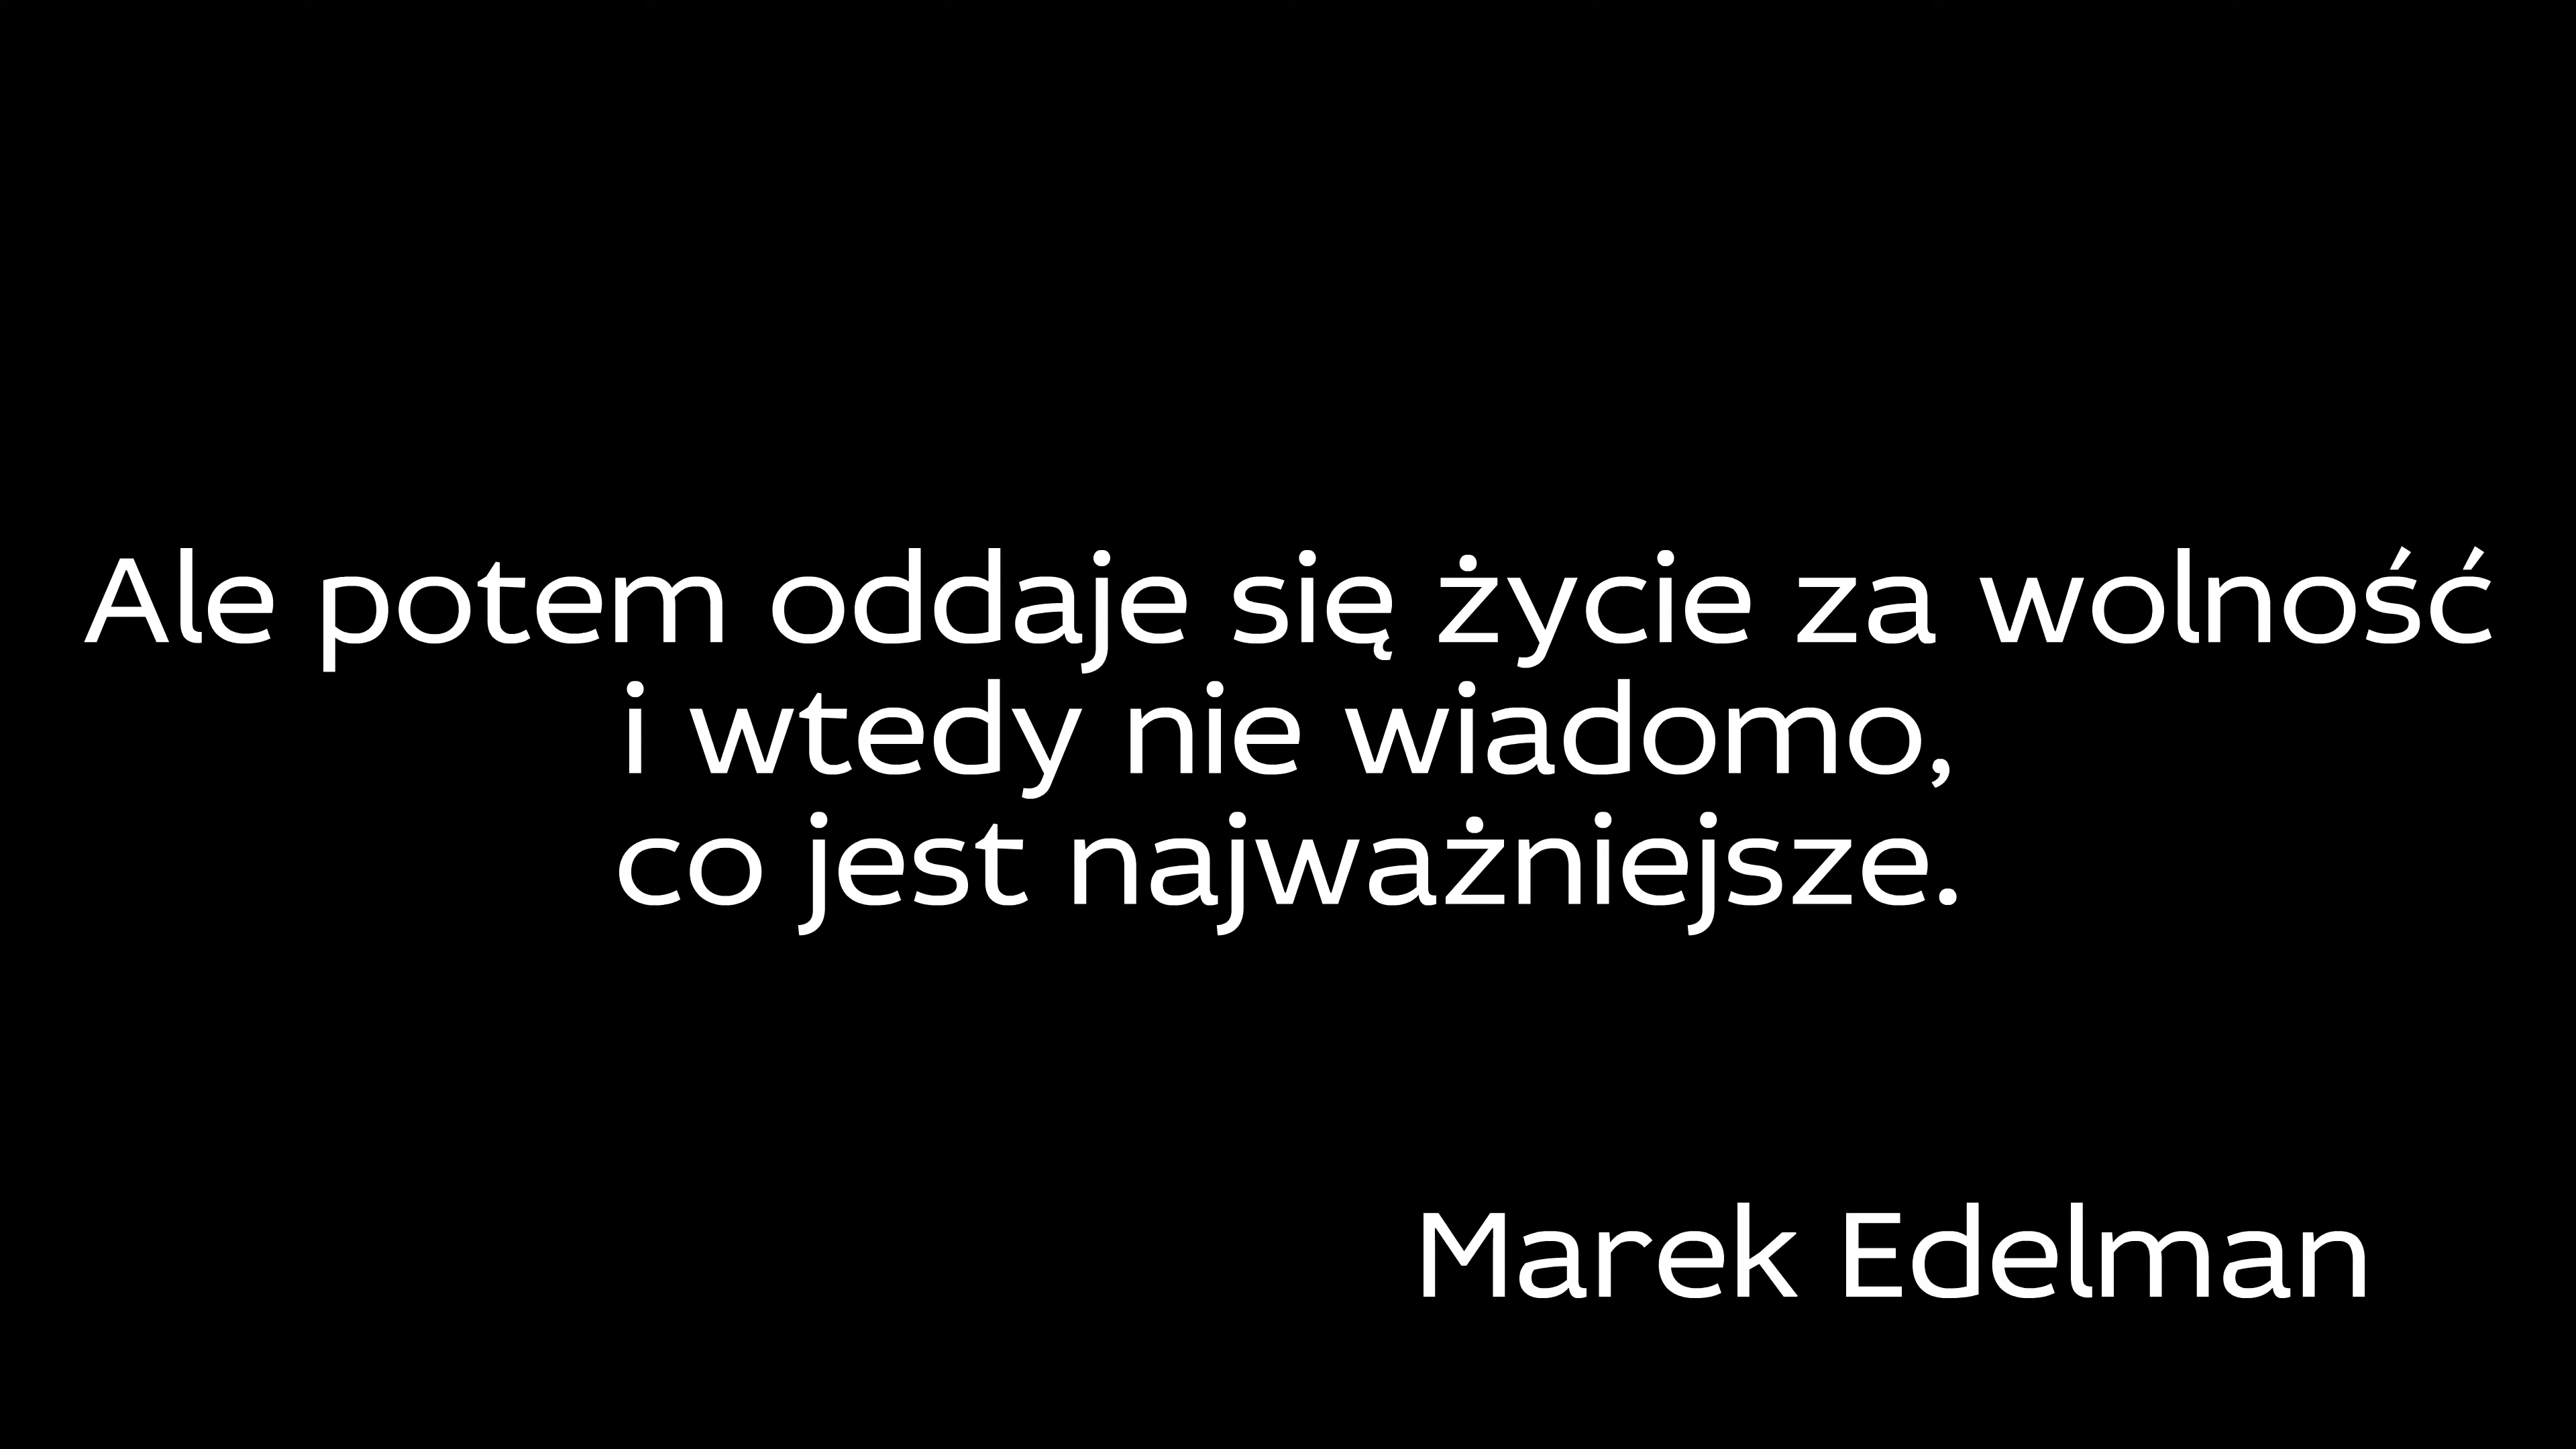 Ale potem oddaje się życie za wolność
i wtedy nie wiadomo,
co jest najważniejsze.
Marek Edelman